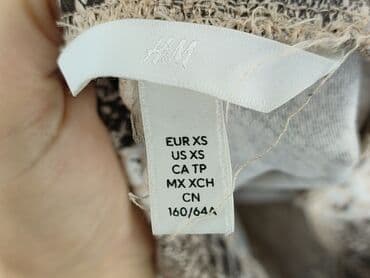 H&M
EUR XS
US XS
CA TP
MX XCH
CN
160/64A